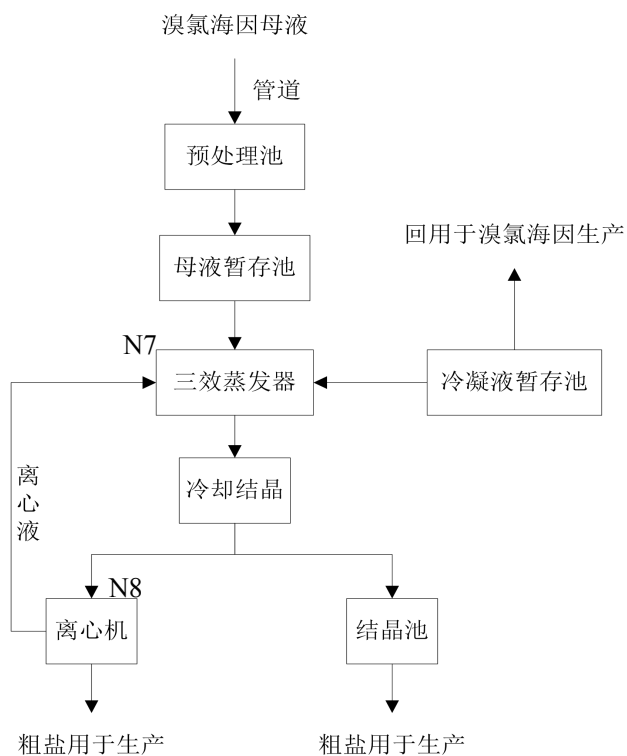 溴氯海因母液
管道
预处理池
回用于溴氯海因生产
母液暂存池
N7
三效蒸发器
冷凝液暂存池
离心液
冷却结晶
N8
离心机
结晶池
粗盐用于生产
粗盐用于生产